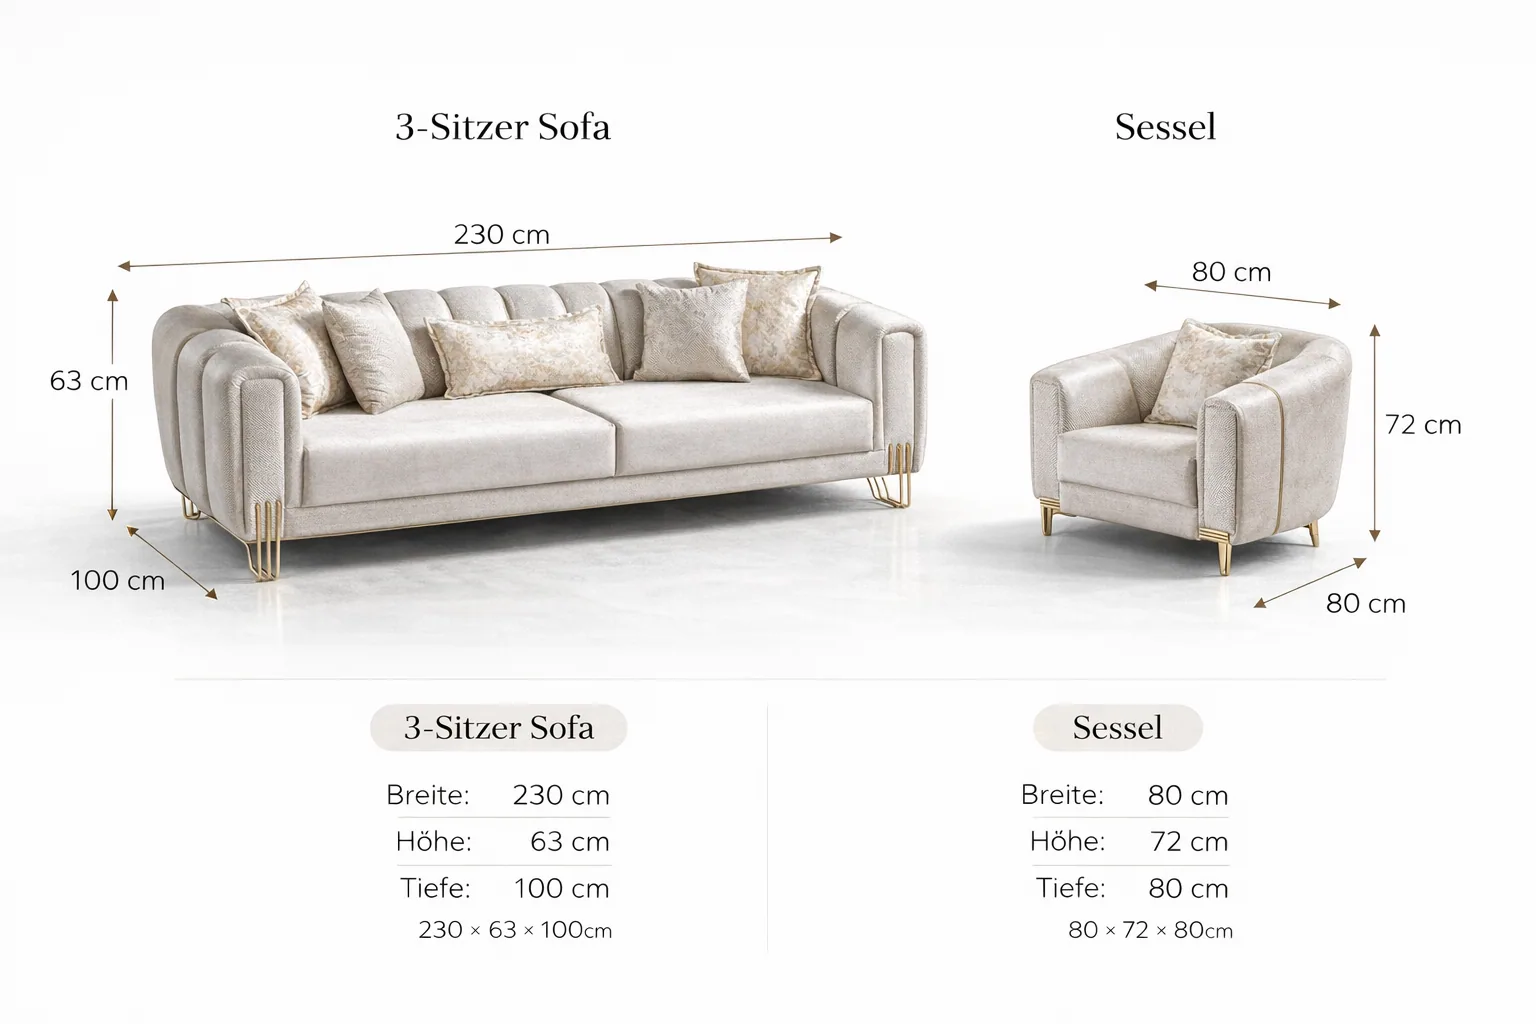 3-Sitzer Sofa
Sessel
230 cm
80 cm
63 cm
72 cm
100 cm
80 cm
3-Sitzer Sofa
Breite: 230 cm
Höhe: 63 cm
Tiefe: 100 cm
230 × 63 × 100cm
Sessel
Breite: 80 cm
Höhe: 72 cm
Tiefe: 80 cm
80 × 72 × 80cm